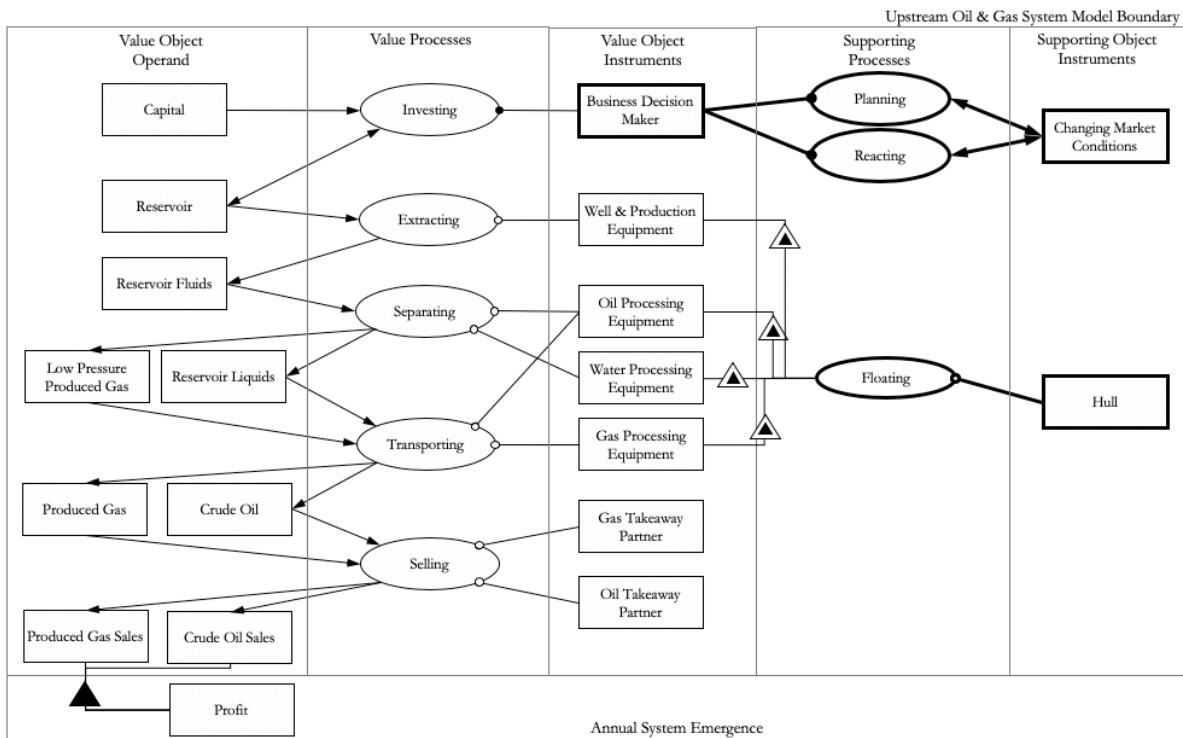 Upstream Oil & Gas System Model Boundary
Value Object
Operand
Value Processes
Value Object
Instruments
Supporting
Processes
Supporting Object
Instruments
Capital
Investing
Business Decision
Maker
Planning
Reacting
Changing Market
Conditions
Reservoir
Extracting
Well & Production
Equipment
Reservoir Fluids
Separating
Oil Processing
Equipment
Low Pressure
Produced Gas
Reservoir Liquids
Water Processing
Equipment
Floating
Hull
Transporting
Gas Processing
Equipment
Produced Gas
Crude Oil
Gas Takeaway
Partner
Selling
Oil Takeaway
Partner
Produced Gas Sales
Crude Oil Sales
Profit
Annual System Emergence